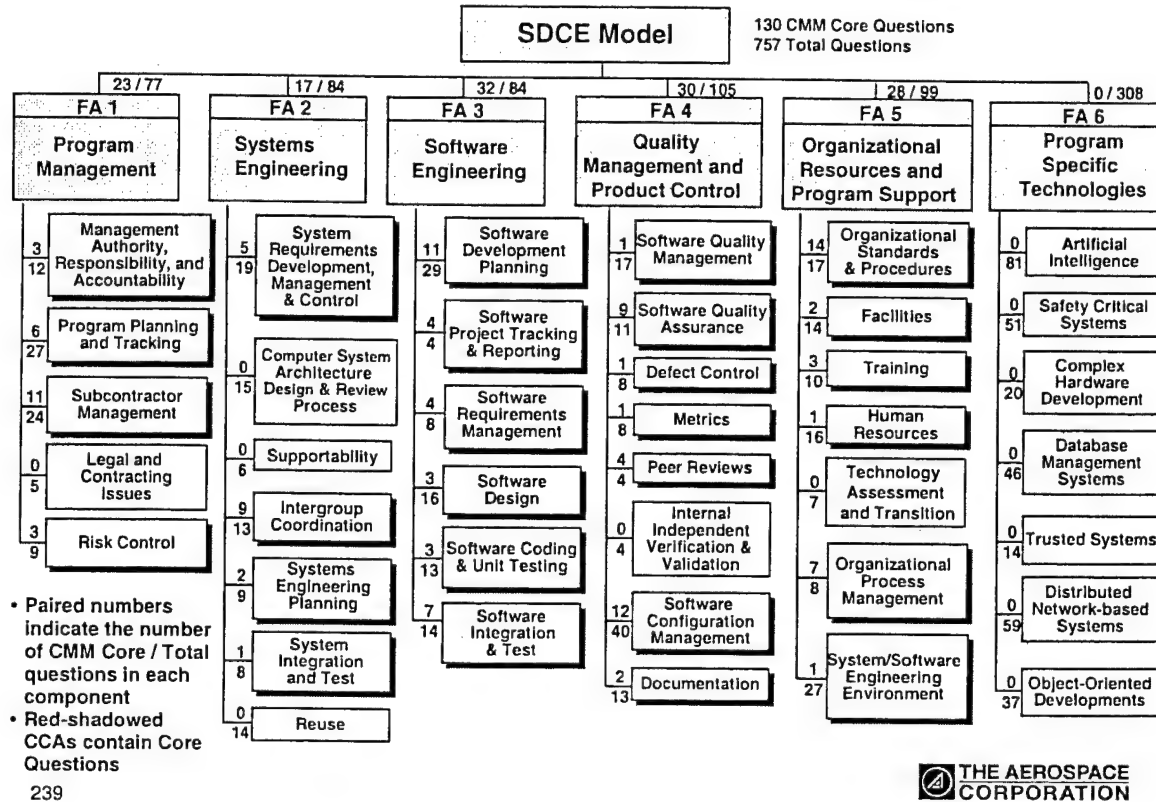 SDCE Model
130 CMM Core Questions
757 Total Questions
23 / 77
FA 1
Program
Management
3
12
Management
Authority,
Responsibility, and
Accountability
6
27
Program Planning
and Tracking
11
24
Subcontractor
Management
0
5
Legal and
Contracting
Issues
3
9
Risk Control
17 / 84
FA 2
Systems
Engineering
5
19
System
Requirements
Development,
Management
& Control
0
15
Computer System
Architecture
Design & Review
Process
0
6
Supportability
9
13
Intergroup
Coordination
2
9
Systems
Engineering
Planning
1
8
System
Integration
and Test
0
14
Reuse
32 / 84
FA 3
Software
Engineering
11
29
Software
Development
Planning
4
4
Software
Project Tracking
& Reporting
4
8
Software
Requirements
Management
3
16
Software
Design
3
13
Software Coding
& Unit Testing
7
14
Software
Integration
& Test
30 / 105
FA 4
Quality
Management and
Product Control
1
17
Software Quality
Management
9
11
Software Quality
Assurance
1
8
Defect Control
1
8
Metrics
4
4
Peer Reviews
0
4
Internal
Independent
Verification &
Validation
12
40
Software
Configuration
Management
2
13
Documentation
28 / 99
FA 5
Organizational
Resources and
Program Support
14
17
Organizational
Standards
& Procedures
2
14
Facilities
3
10
Training
1
16
Human
Resources
0
7
Technology
Assessment
and Transition
7
8
Organizational
Process
Management
1
27
System/Software
Engineering
Environment
0 / 308
FA 6
Program
Specific
Technologies
0
81
Artificial
Intelligence
0
51
Safety Critical
Systems
0
20
Complex
Hardware
Development
0
46
Database
Management
Systems
0
14
Trusted Systems
0
59
Distributed
Network-based
Systems
0
37
Object-Oriented
Developments
• Paired numbers
indicate the number
of CMM Core / Total
questions in each
component
• Red-shadowed
CCAs contain Core
Questions
239
THE AEROSPACE
CORPORATION